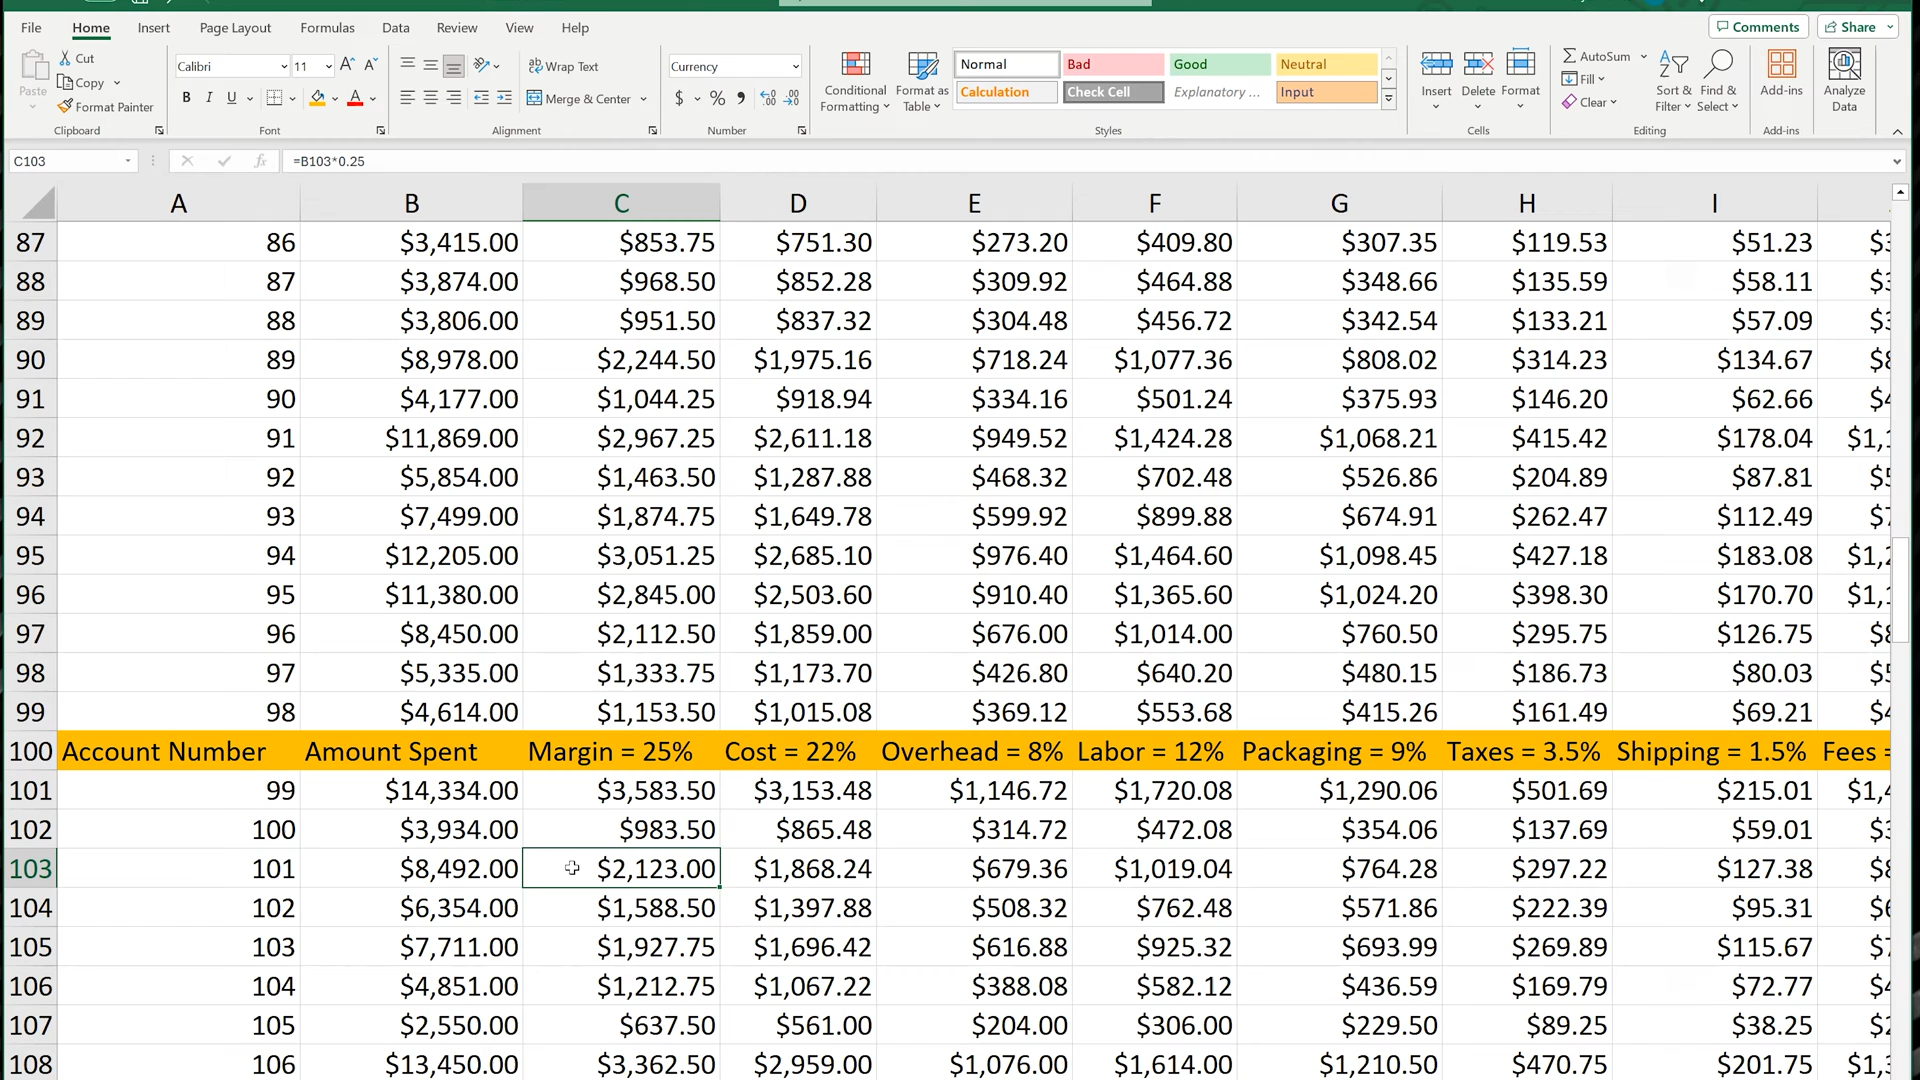 File Home Insert Page Layout Formulas Data Review View Help Comments Share
Paste Cut Copy Format Painter Clipboard
Calibri 11 Font
Wrap Text Merge & Center Alignment
Currency $ % Number
Conditional Formatting Format as Table
Normal Bad Good Neutral
Calculation Check Cell Explanatory ... Input
Styles
Insert Delete Format Cells
AutoSum Fill Clear Sort & Filter Find & Select Editing
Add-ins Add-ins
Analyze Data
C103 fx =B103*0.25
A B C D E F G H I
87 86 $3,415.00 $853.75 $751.30 $273.20 $409.80 $307.35 $119.53 $51.23
88 87 $3,874.00 $968.50 $852.28 $309.92 $464.88 $348.66 $135.59 $58.11
89 88 $3,806.00 $951.50 $837.32 $304.48 $456.72 $342.54 $133.21 $57.09
90 89 $8,978.00 $2,244.50 $1,975.16 $718.24 $1,077.36 $808.02 $314.23 $134.67
91 90 $4,177.00 $1,044.25 $918.94 $334.16 $501.24 $375.93 $146.20 $62.66
92 91 $11,869.00 $2,967.25 $2,611.18 $949.52 $1,424.28 $1,068.21 $415.42 $178.04
93 92 $5,854.00 $1,463.50 $1,287.88 $468.32 $702.48 $526.86 $204.89 $87.81
94 93 $7,499.00 $1,874.75 $1,649.78 $599.92 $899.88 $674.91 $262.47 $112.49
95 94 $12,205.00 $3,051.25 $2,685.10 $976.40 $1,464.60 $1,098.45 $427.18 $183.08
96 95 $11,380.00 $2,845.00 $2,503.60 $910.40 $1,365.60 $1,024.20 $398.30 $170.70
97 96 $8,450.00 $2,112.50 $1,859.00 $676.00 $1,014.00 $760.50 $295.75 $126.75
98 97 $5,335.00 $1,333.75 $1,173.70 $426.80 $640.20 $480.15 $186.73 $80.03
99 98 $4,614.00 $1,153.50 $1,015.08 $369.12 $553.68 $415.26 $161.49 $69.21
100 Account Number Amount Spent Margin = 25% Cost = 22% Overhead = 8% Labor = 12% Packaging = 9% Taxes = 3.5% Shipping = 1.5% Fees =
101 99 $14,334.00 $3,583.50 $3,153.48 $1,146.72 $1,720.08 $1,290.06 $501.69 $215.01
102 100 $3,934.00 $983.50 $865.48 $314.72 $472.08 $354.06 $137.69 $59.01
103 101 $8,492.00 $2,123.00 $1,868.24 $679.36 $1,019.04 $764.28 $297.22 $127.38
104 102 $6,354.00 $1,588.50 $1,397.88 $508.32 $762.48 $571.86 $222.39 $95.31
105 103 $7,711.00 $1,927.75 $1,696.42 $616.88 $925.32 $693.99 $269.89 $115.67
106 104 $4,851.00 $1,212.75 $1,067.22 $388.08 $582.12 $436.59 $169.79 $72.77
107 105 $2,550.00 $637.50 $561.00 $204.00 $306.00 $229.50 $89.25 $38.25
108 106 $13,450.00 $3,362.50 $2,959.00 $1,076.00 $1,614.00 $1,210.50 $470.75 $201.75